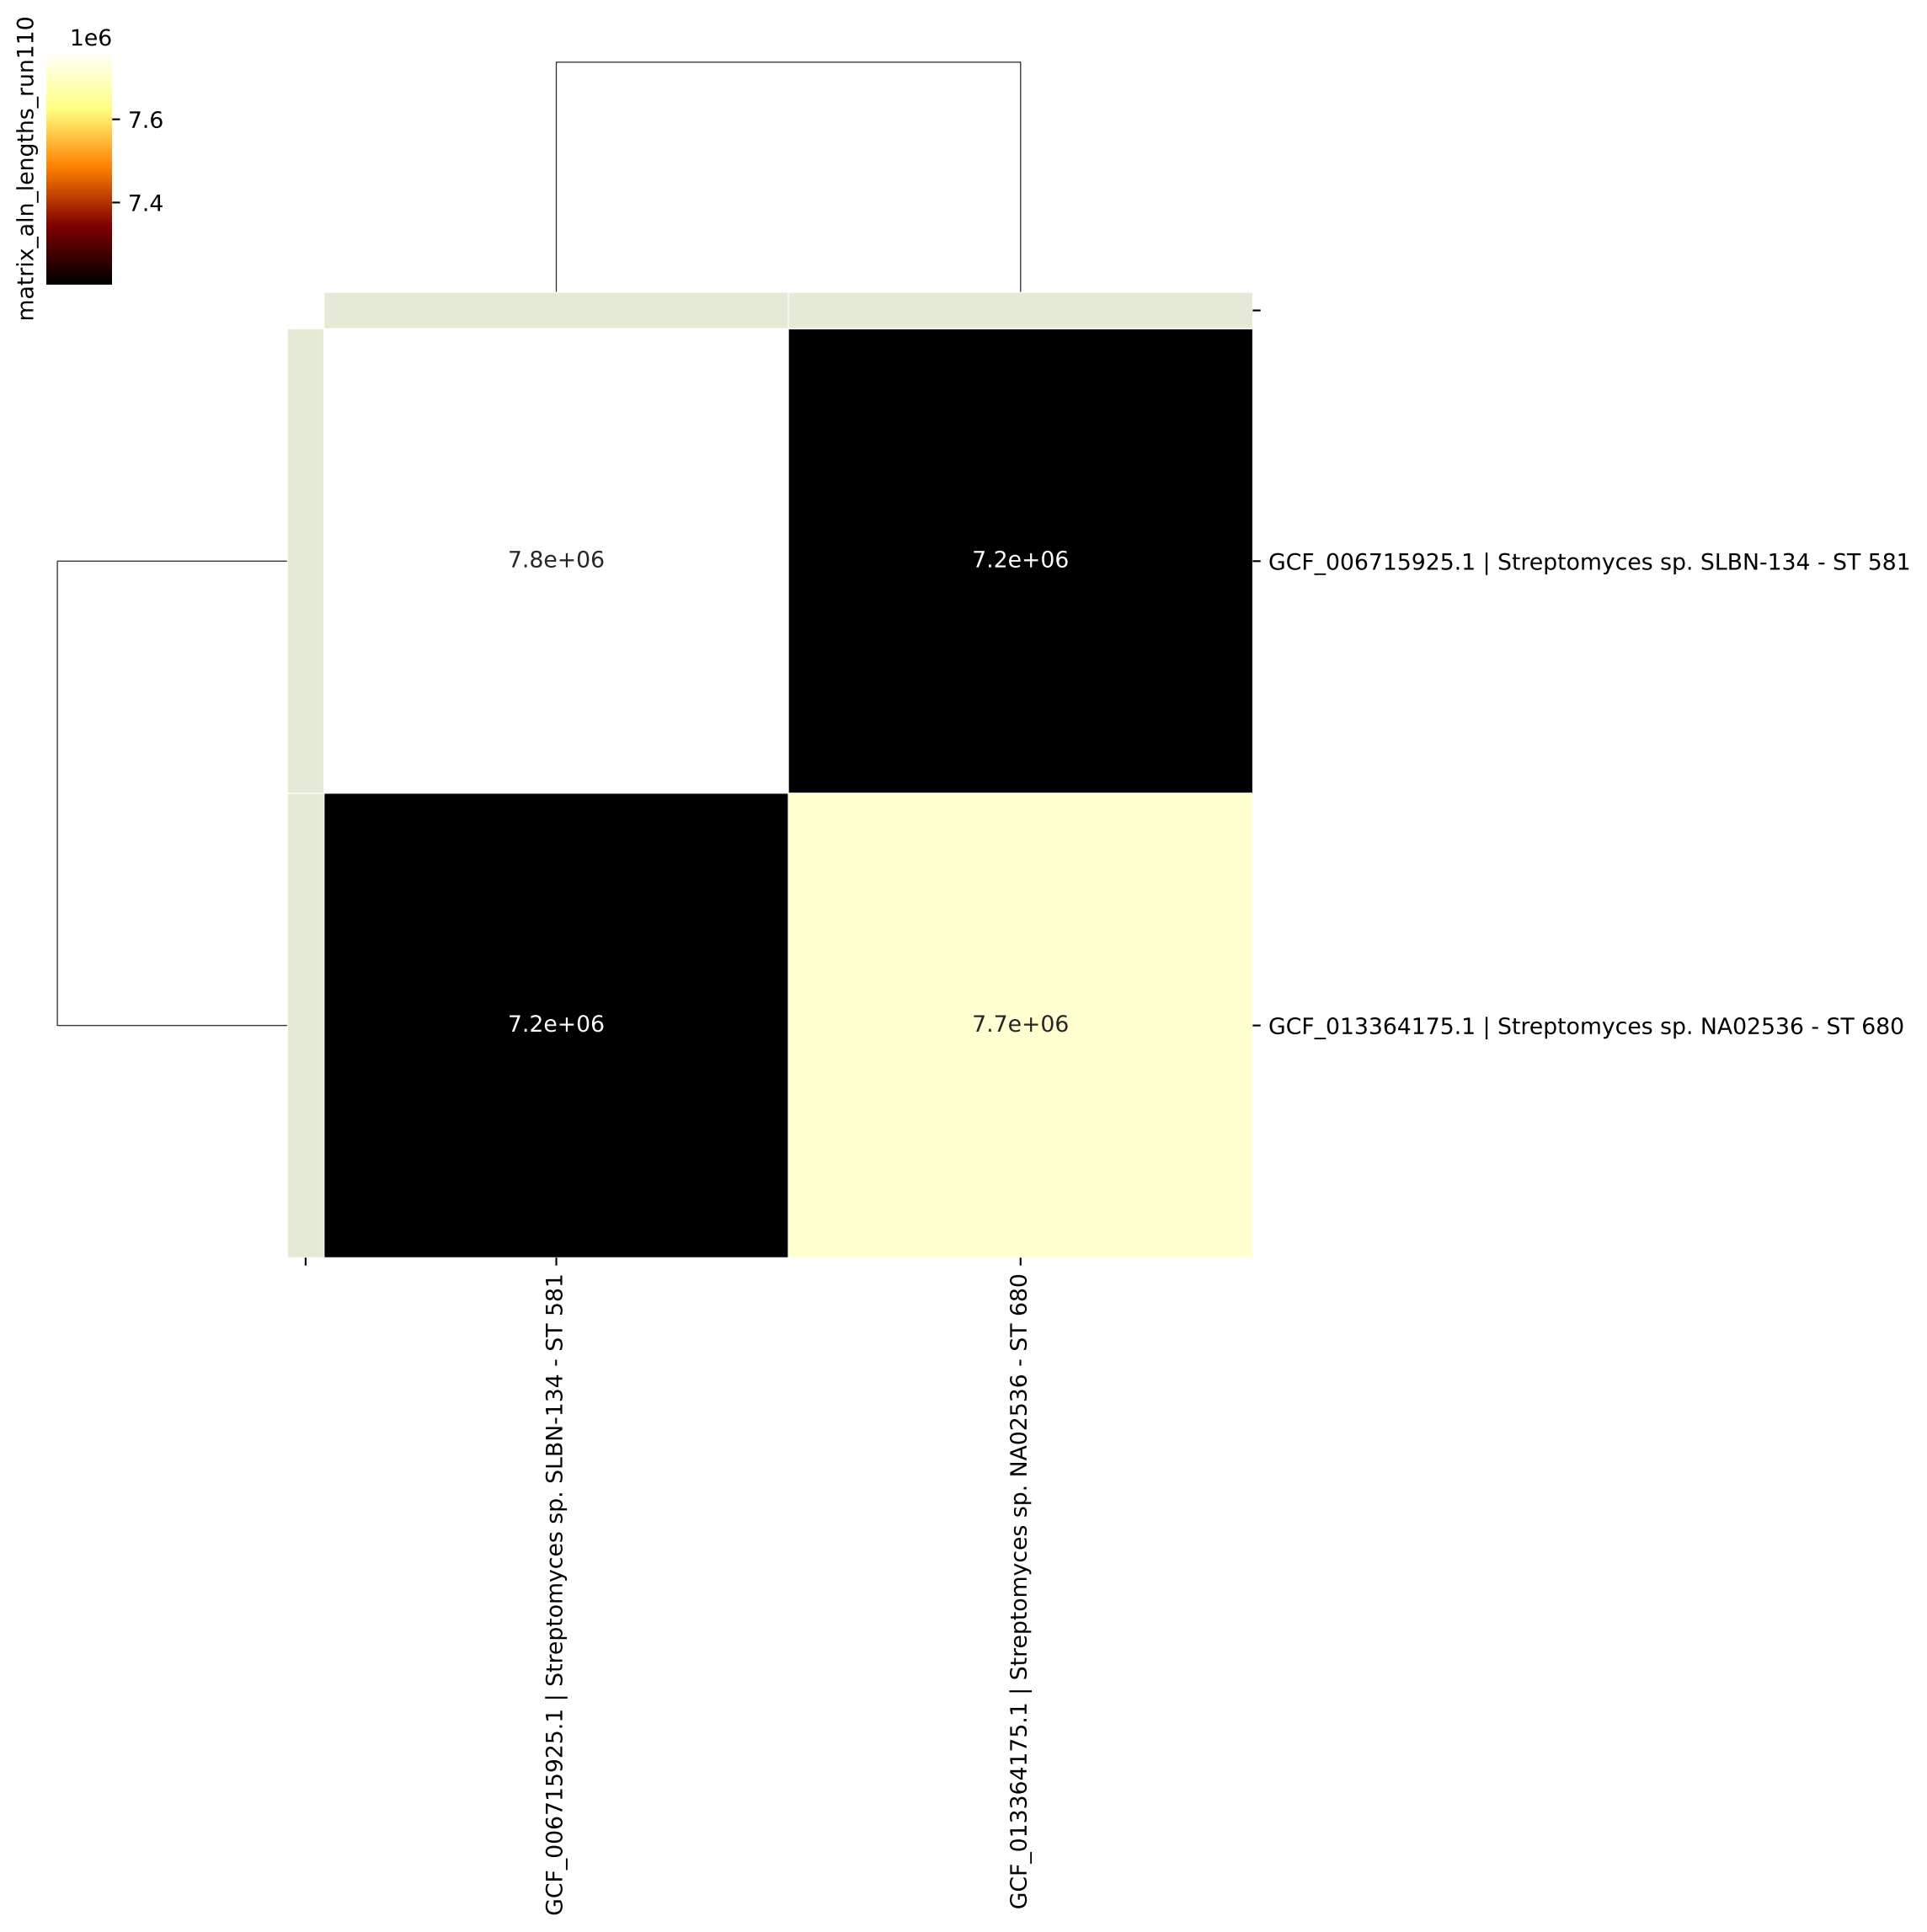 matrix_aln_lengths_run110
1e6
7.6
7.4
7.8e+06
7.2e+06
GCF_006715925.1 | Streptomyces sp. SLBN-134 - ST 581
7.2e+06
7.7e+06
GCF_013364175.1 | Streptomyces sp. NA02536 - ST 680
GCF_006715925.1 | Streptomyces sp. SLBN-134 - ST 581
GCF_013364175.1 | Streptomyces sp. NA02536 - ST 680